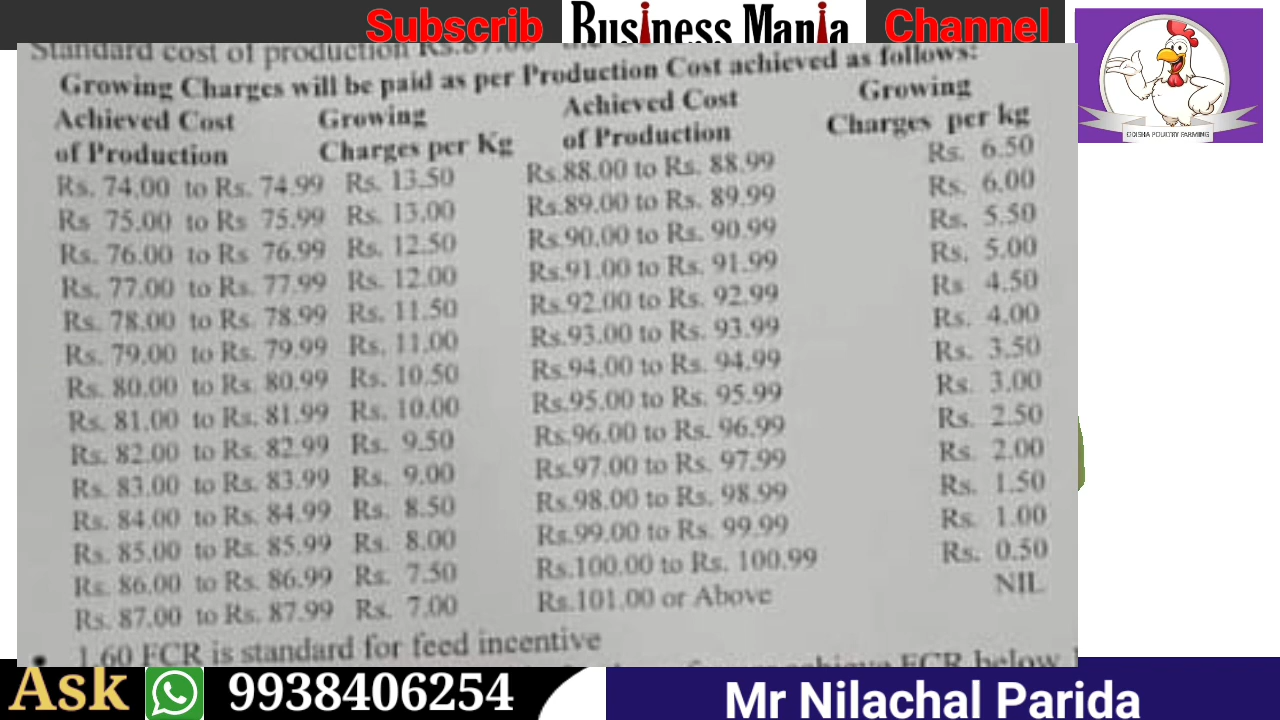 Subscrib Business Mania Channel
Standard cost of production Rs.87.00
Growing Charges will be paid as per Production Cost achieved as follows:
Achieved Cost of Production Growing Charges per Kg
Rs. 74.00 to Rs. 74.99 Rs. 13.50
Rs 75.00 to Rs 75.99 Rs. 13.00
Rs. 76.00 to Rs 76.99 Rs. 12.50
Rs. 77.00 to Rs. 77.99 Rs. 12.00
Rs. 78.00 to Rs. 78.99 Rs. 11.50
Rs. 79.00 to Rs. 79.99 Rs. 11.00
Rs. 80.00 to Rs. 80.99 Rs. 10.50
Rs. 81.00 to Rs. 81.99 Rs. 10.00
Rs. 82.00 to Rs. 82.99 Rs. 9.50
Rs. 83.00 to Rs. 83.99 Rs. 9.00
Rs. 84.00 to Rs. 84.99 Rs. 8.50
Rs. 85.00 to Rs. 85.99 Rs. 8.00
Rs. 86.00 to Rs. 86.99 Rs. 7.50
Rs. 87.00 to Rs. 87.99 Rs. 7.00
Achieved Cost of Production Growing Charges per kg
Rs.88.00 to Rs. 88.99 Rs. 6.50
Rs.89.00 to Rs. 89.99 Rs. 6.00
Rs.90.00 to Rs. 90.99 Rs. 5.50
Rs.91.00 to Rs. 91.99 Rs. 5.00
Rs.92.00 to Rs. 92.99 Rs 4.50
Rs.93.00 to Rs. 93.99 Rs. 4.00
Rs.94.00 to Rs. 94.99 Rs. 3.50
Rs.95.00 to Rs. 95.99 Rs. 3.00
Rs.96.00 to Rs. 96.99 Rs. 2.50
Rs.97.00 to Rs. 97.99 Rs. 2.00
Rs.98.00 to Rs. 98.99 Rs. 1.50
Rs.99.00 to Rs. 99.99 Rs. 1.00
Rs.100.00 to Rs. 100.99 Rs. 0.50
Rs.101.00 or Above NIL
1.60 FCR is standard for feed incentive
achieve FCR below
ODISHA POULTRY FARMING
Ask 9938406254 Mr Nilachal Parida